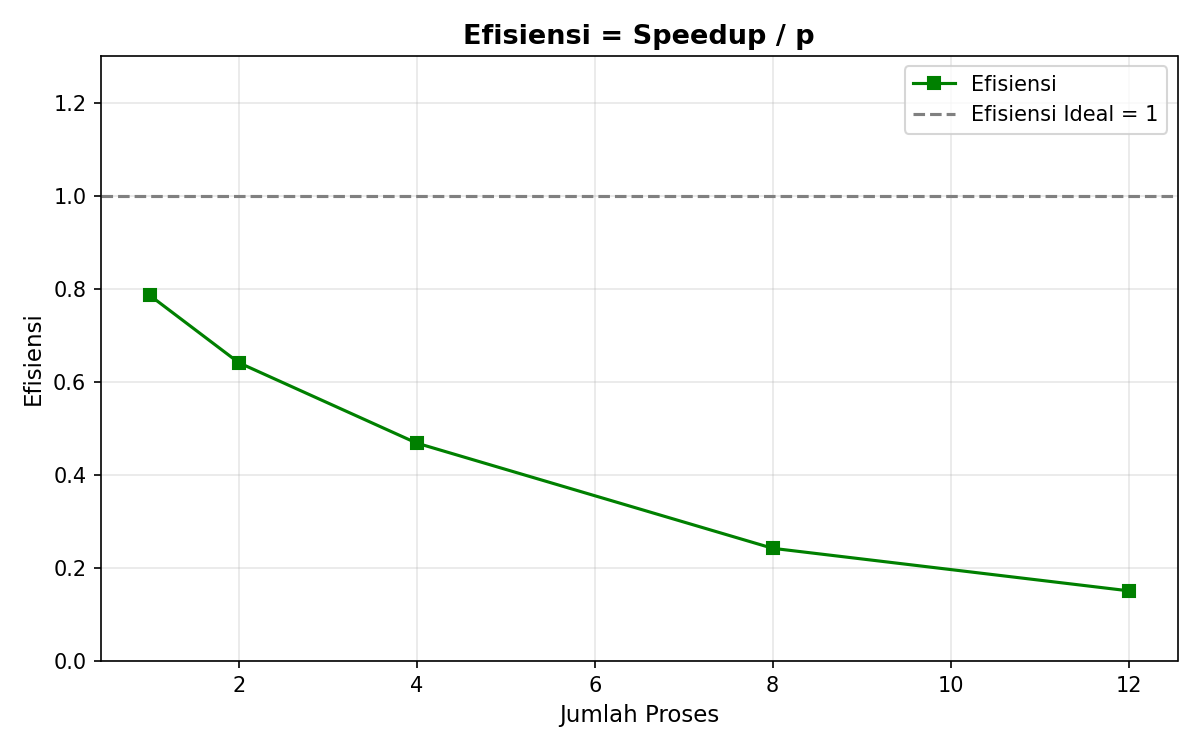 Efisiensi = Speedup / p
Efisiensi
Efisiensi Ideal = 1
1.2
1.0
0.8
0.6
0.4
0.2
0.0
Efisiensi
2 4 6 8 10 12
Jumlah Proses